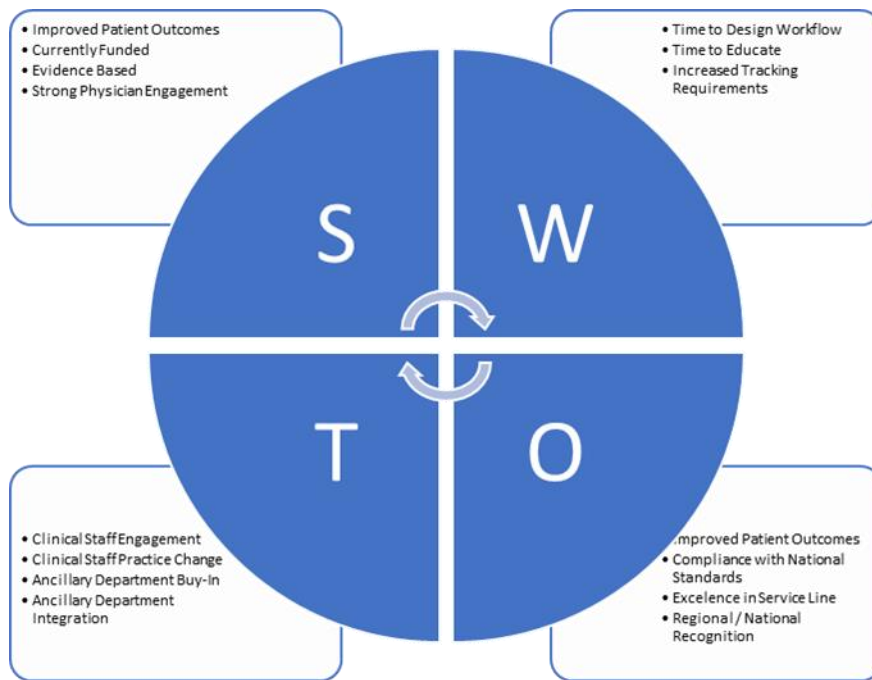 • Improved Patient Outcomes
• Currently Funded
• Evidence Based
• Strong Physician Engagement
• Time to Design Workflow
• Time to Educate
• Increased Tracking
Requirements
S
W
T
O
• Clinical Staff Engagement
• Clinical Staff Practice Change
• Ancillary Department Buy-In
• Ancillary Department
Integration
Improved Patient Outcomes
• Compliance with National
Standards
• Excelence in Service Line
• Regional / National
Recognition